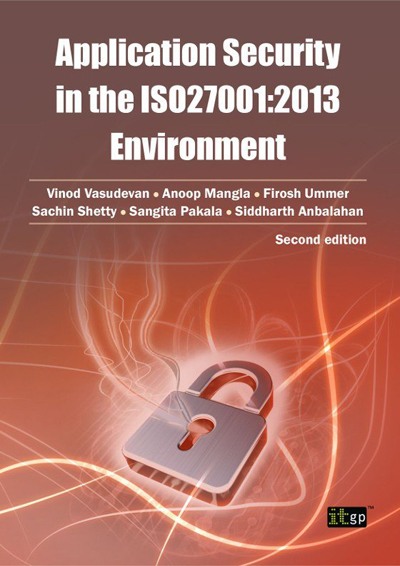 Application Security
in the ISO27001:2013
Environment
Vinod Vasudevan • Anoop Mangla • Firosh Ummer
Sachin Shetty • Sangita Pakala • Siddharth Anbalahan
Second edition
itgp™